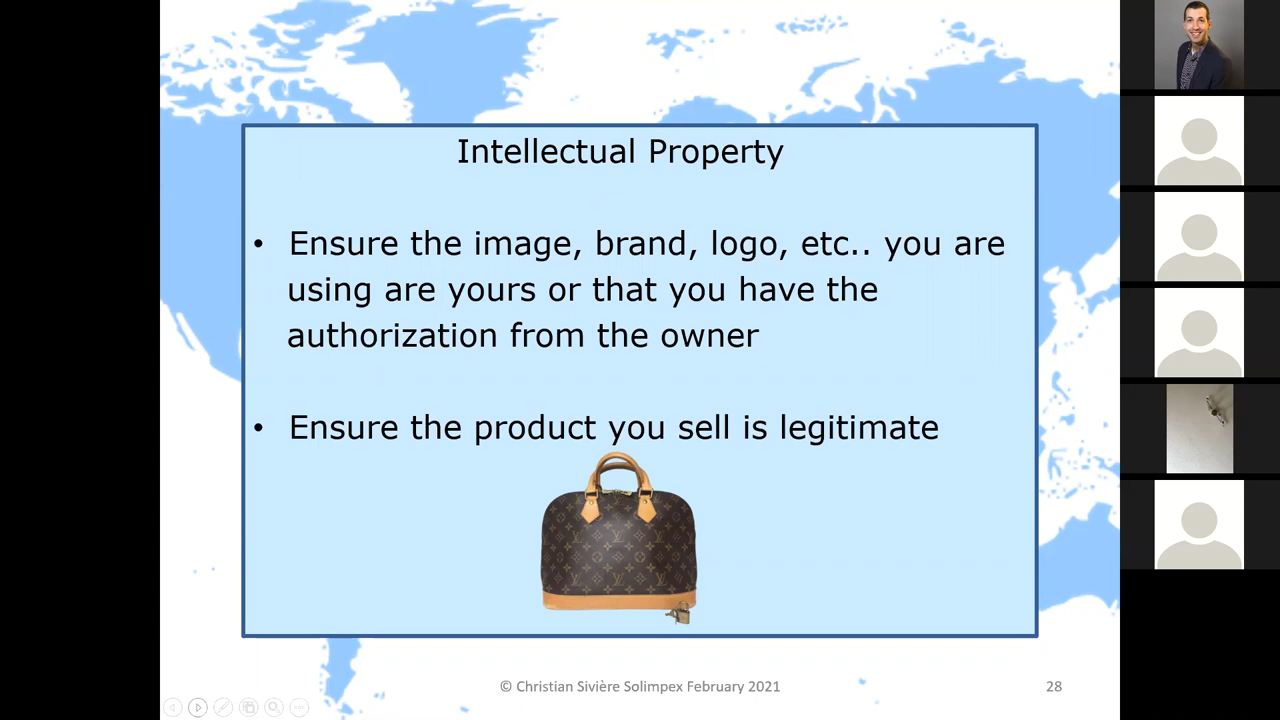 Intellectual Property
• Ensure the image, brand, logo, etc.. you are
using are yours or that you have the
authorization from the owner
• Ensure the product you sell is legitimate
© Christian Sivière Solimpex February 2021
28